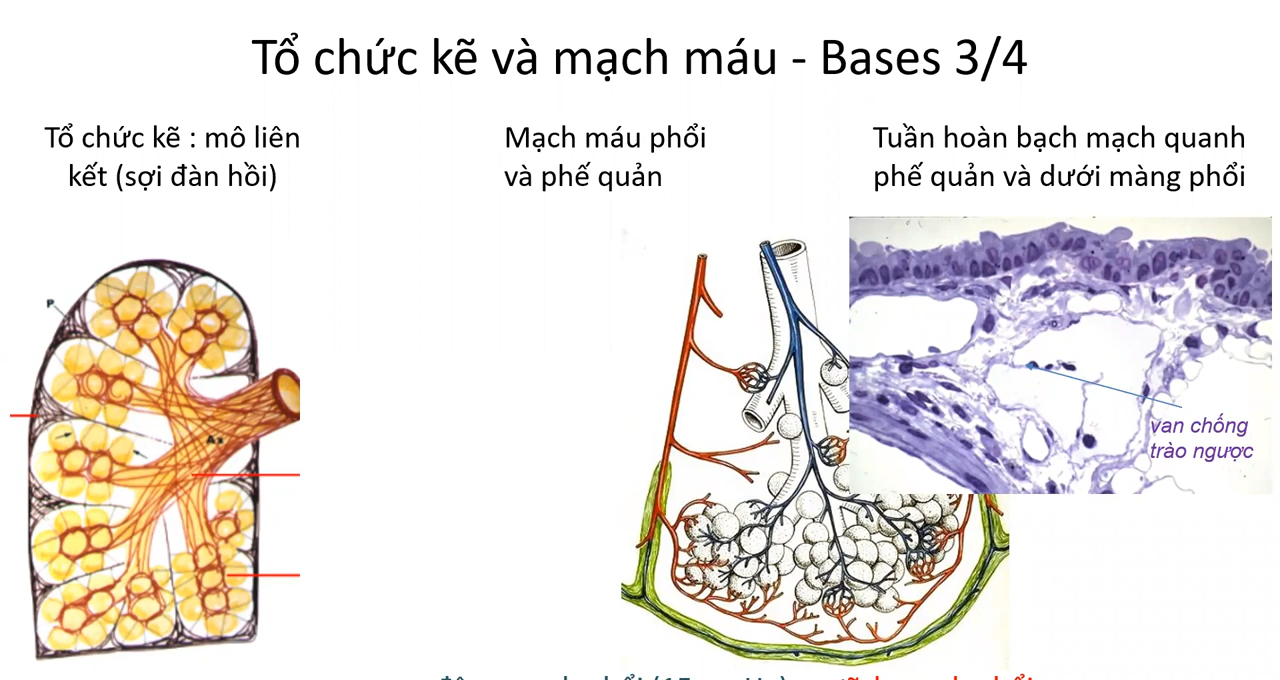 Tổ chức kẽ và mạch máu - Bases 3/4
Tổ chức kẽ : mô liên
kết (sợi đàn hồi)
Mạch máu phổi
và phế quản
Tuần hoàn bạch mạch quanh
phế quản và dưới màng phổi
P
Ax
van chống
trào ngược